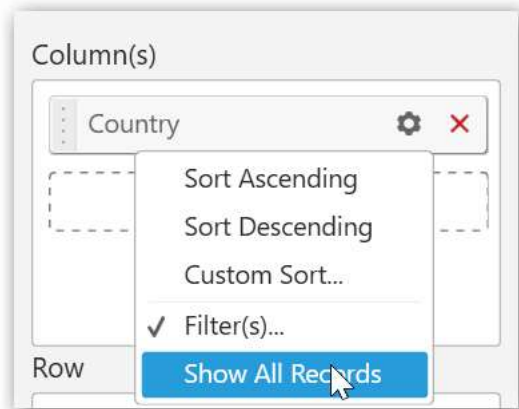 Column(s)
Country
Sort Ascending
Sort Descending
Custom Sort...
Filter(s)...
Row
Show All Records